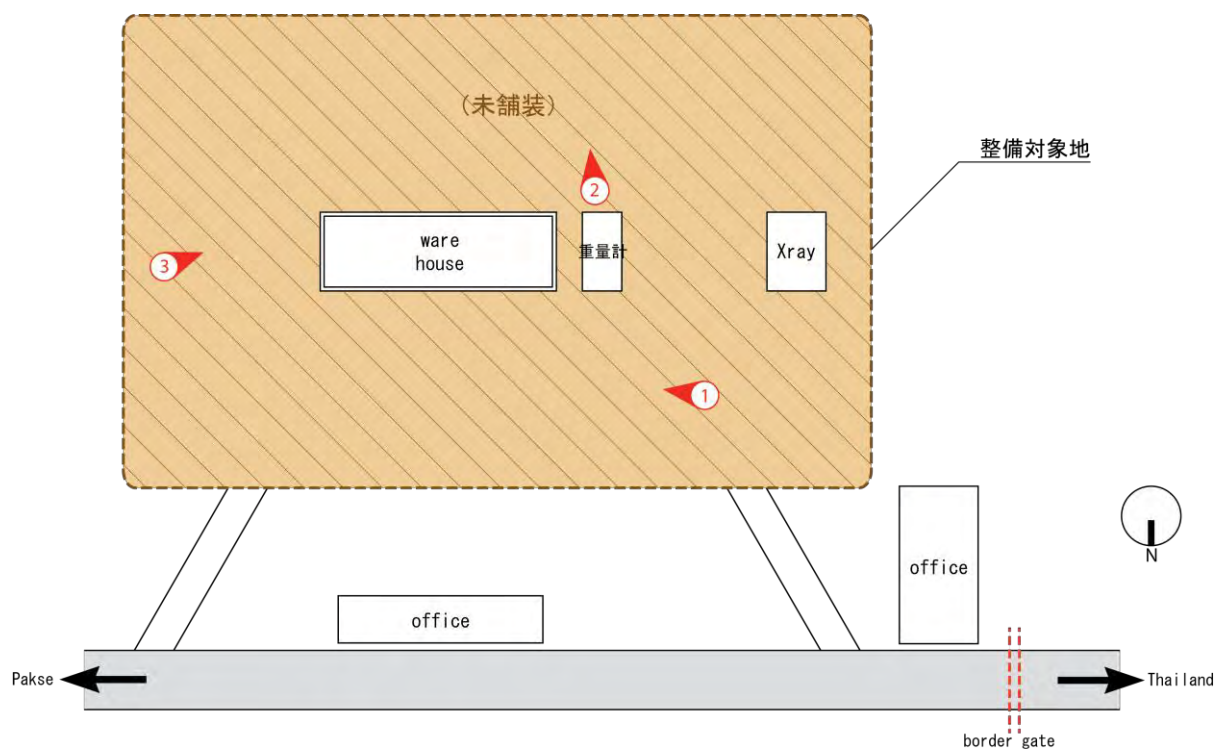 （未舗装）
整備対象地
2
ware
house
重量計
Xray
3
1
office
N
office
Pakse
Thailand
border gate